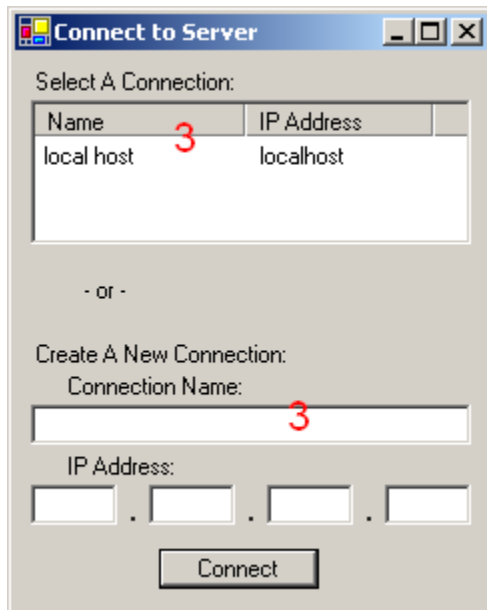 Connect to Server
Select A Connection:
Name IP Address
3
local host localhost
- or -
Create A New Connection:
Connection Name:
3
IP Address:
. . .
Connect